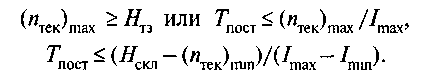 (n_тек)_max ≥ H_тз или T_пост ≤ (n_тек)_max / I_max,
T_пост ≤ (H_скл − (n_тек)_min)/(I_max − I_min).